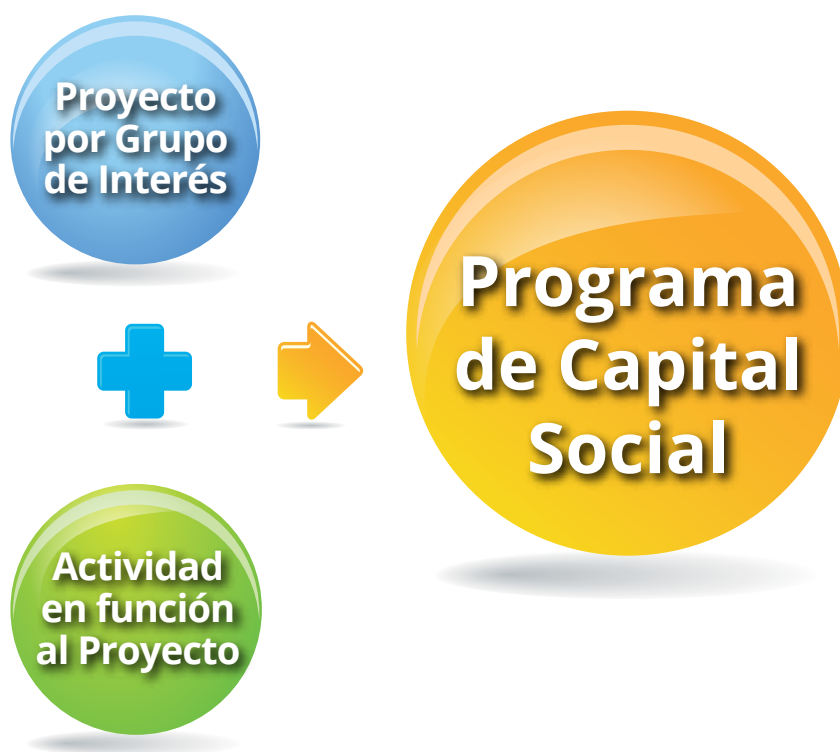 Proyecto
por Grupo
de Interés
Programa
de Capital
Social
Actividad
en función
al Proyecto